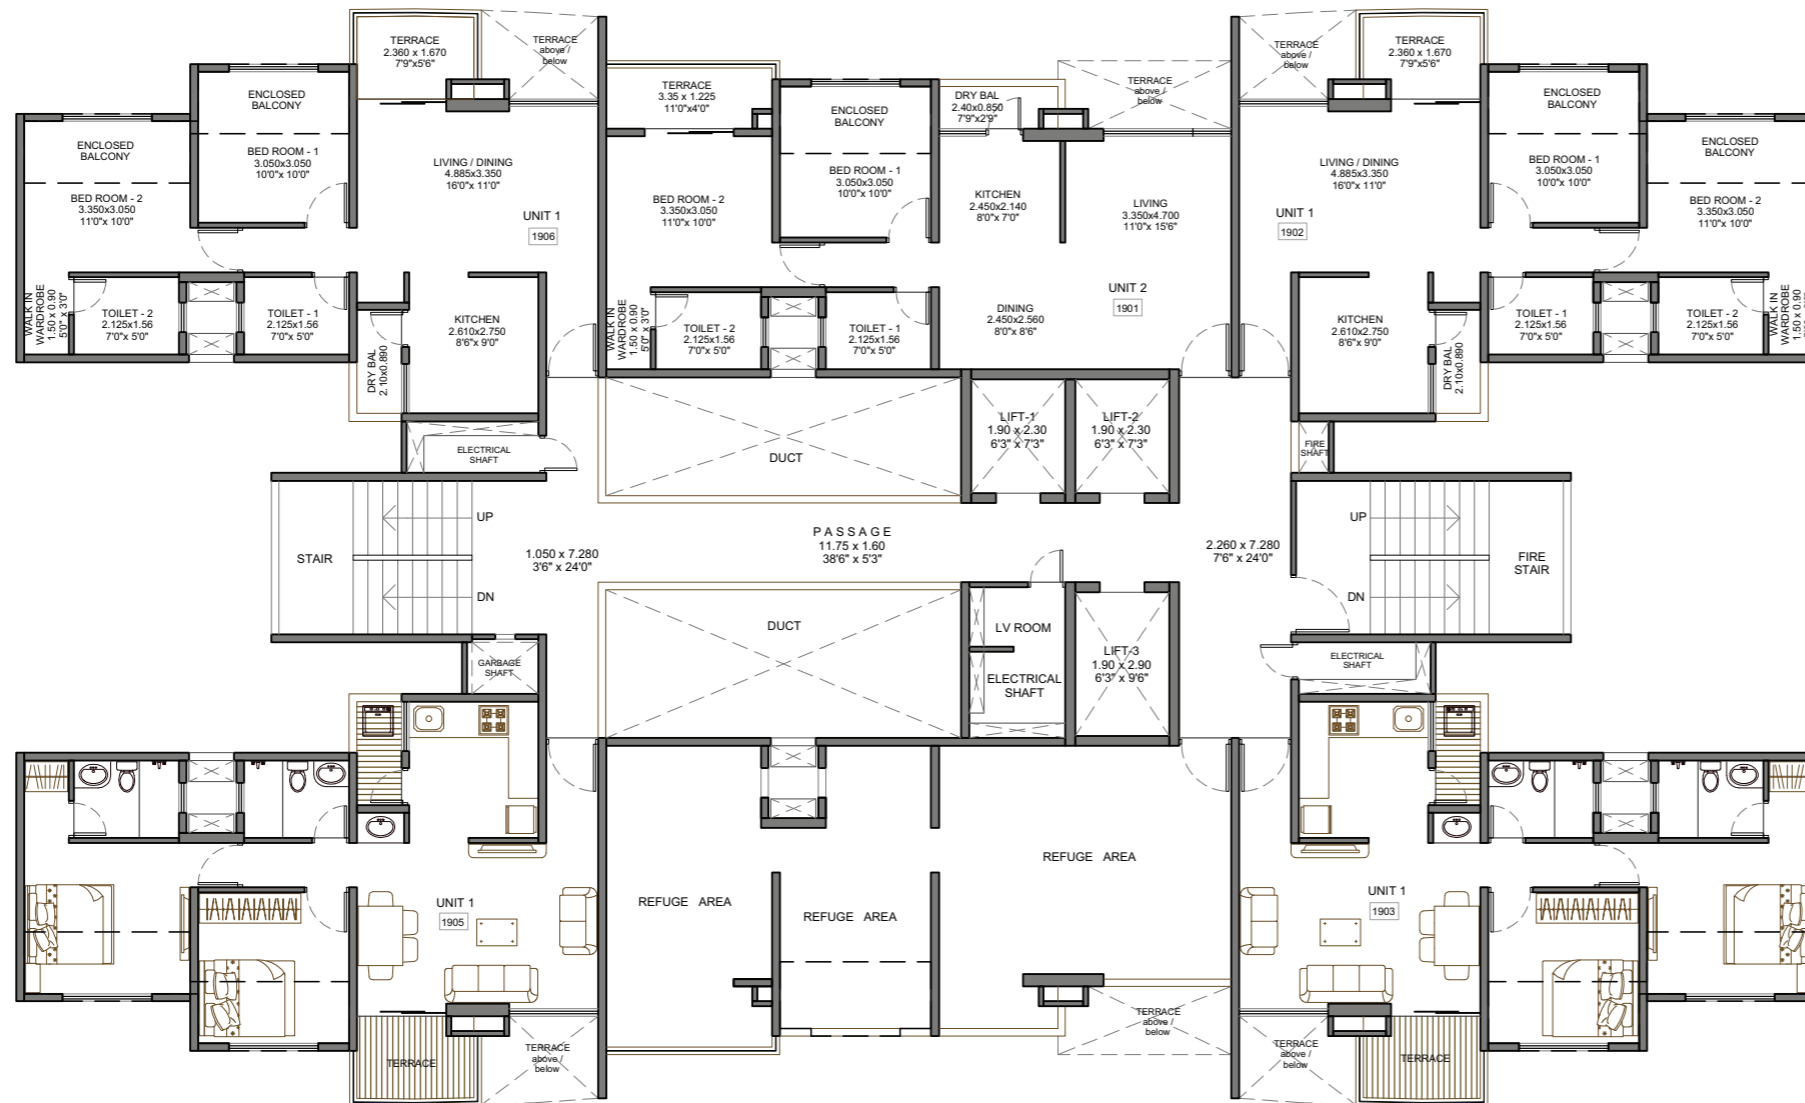 TERRACE
2.360 x 1.670
7'9"x5'6"
TERRACE
above /
below
TERRACE
above /
below
TERRACE
2.360 x 1.670
7'9"x5'6"
ENCLOSED
BALCONY
TERRACE
3.35 x 1.225
11'0"x4'0"
ENCLOSED
BALCONY
DRY BAL
2.40x0.850
7'9"x2'9"
TERRACE
above /
below
ENCLOSED
BALCONY
ENCLOSED
BALCONY
BED ROOM - 1
3.050x3.050
10'0"x 10'0"
LIVING / DINING
4.885x3.350
16'0"x 11'0"
BED ROOM - 1
3.050x3.050
10'0"x 10'0"
LIVING / DINING
4.885x3.350
16'0"x 11'0"
BED ROOM - 1
3.050x3.050
10'0"x 10'0"
ENCLOSED
BALCONY
BED ROOM - 2
3.350x3.050
11'0"x 10'0"
BED ROOM - 2
3.350x3.050
11'0"x 10'0"
KITCHEN
2.450x2.140
8'0"x 7'0"
LIVING
3.350x4.700
11'0"x 15'6"
BED ROOM - 2
3.350x3.050
11'0"x 10'0"
UNIT 1
1906
UNIT 1
1902
UNIT 2
1901
WALK IN
WARDROBE
1.50 x 0.90
5'0" x 3'0"
TOILET - 2
2.125x1.56
7'0"x 5'0"
TOILET - 1
2.125x1.56
7'0"x 5'0"
DRY BAL
2.10x0.890
KITCHEN
2.610x2.750
8'6"x 9'0"
WALK IN
WARDROBE
1.50 x 0.90
5'0" x 3'0"
TOILET - 2
2.125x1.56
7'0"x 5'0"
TOILET - 1
2.125x1.56
7'0"x 5'0"
DINING
2.450x2.560
8'0"x 8'6"
KITCHEN
2.610x2.750
8'6"x 9'0"
DRY BAL
2.10x0.890
TOILET - 1
2.125x1.56
7'0"x 5'0"
TOILET - 2
2.125x1.56
7'0"x 5'0"
WALK IN
WARDROBE
1.50 x 0.90
ELECTRICAL
SHAFT
DUCT
LIFT-1
1.90 x 2.30
6'3" x 7'3"
LIFT-2
1.90 x 2.30
6'3" x 7'3"
FIRE
SHAFT
STAIR
UP
DN
1.050 x 7.280
3'6" x 24'0"
PASSAGE
11.75 x 1.60
38'6" x 5'3"
2.260 x 7.280
7'6" x 24'0"
UP
DN
FIRE
STAIR
GARBAGE
SHAFT
DUCT
LV ROOM
ELECTRICAL
SHAFT
LIFT-3
1.90 x 2.90
6'3" x 9'6"
ELECTRICAL
SHAFT
UNIT 1
1905
REFUGE AREA
REFUGE AREA
REFUGE AREA
UNIT 1
1903
TERRACE
TERRACE
above /
below
TERRACE
above /
below
TERRACE
above /
below
TERRACE